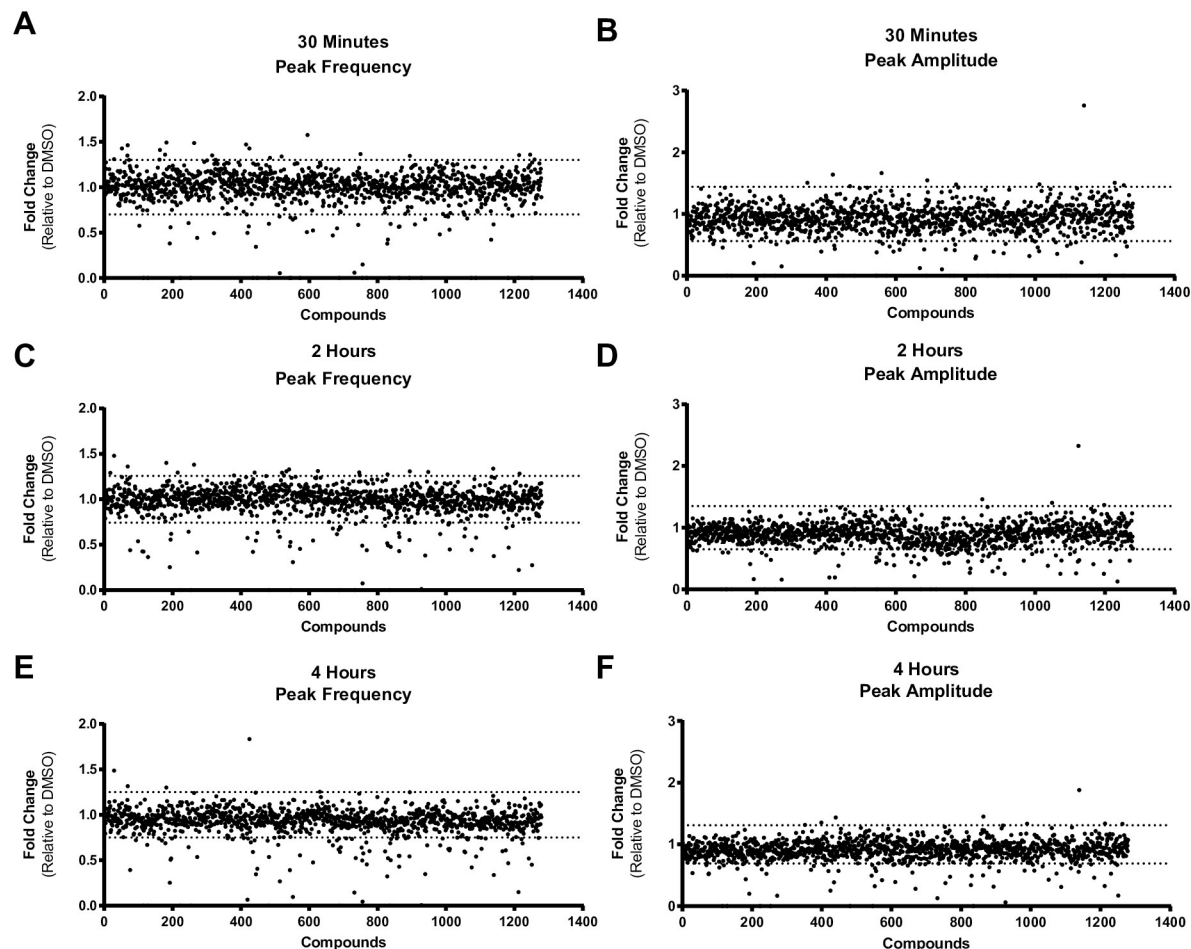 A
30 Minutes
Peak Frequency
2.0
1.5
1.0
0.5
0.0
Fold Change
(Relative to DMSO)
0 200 400 600 800 1000 1200 1400
Compounds
B
30 Minutes
Peak Amplitude
3
2
1
0
Fold Change
(Relative to DMSO)
0 200 400 600 800 1000 1200 1400
Compounds
C
2 Hours
Peak Frequency
2.0
1.5
1.0
0.5
0.0
Fold Change
(Relative to DMSO)
0 200 400 600 800 1000 1200 1400
Compounds
D
2 Hours
Peak Amplitude
3
2
1
0
Fold Change
(Relative to DMSO)
0 200 400 600 800 1000 1200 1400
Compounds
E
4 Hours
Peak Frequency
2.0
1.5
1.0
0.5
0.0
Fold Change
(Relative to DMSO)
0 200 400 600 800 1000 1200 1400
Compounds
F
4 Hours
Peak Amplitude
3
2
1
0
Fold Change
(Relative to DMSO)
0 200 400 600 800 1000 1200 1400
Compounds